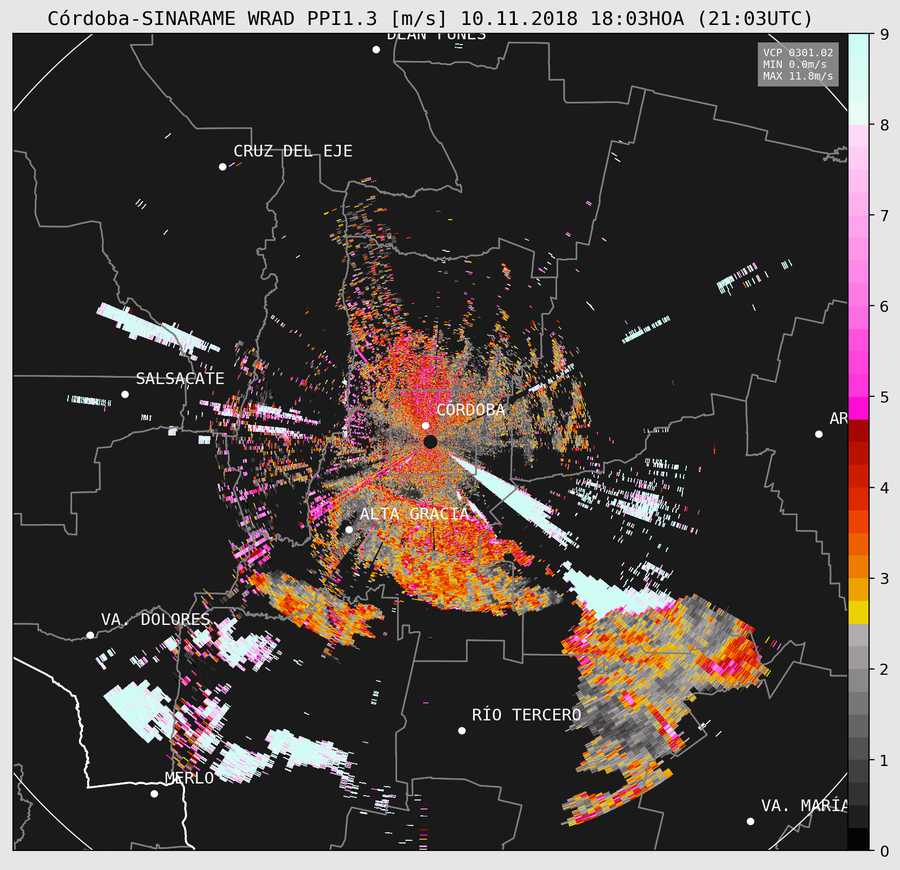 Córdoba-SINARAME WRAD PPI1.3 [m/s] 10.11.2018 18:03HOA (21:03UTC)
DEAN FUNES
VCP 0301.02
MIN 0.0m/s
MAX 11.8m/s
CRUZ DEL EJE
SALSACATE
CORDOBA
AR
ALTA GRACIA
VA. DOLORES
RÍO TERCERO
MERLO
VA. MARÍA
9
8
7
6
5
4
3
2
1
0